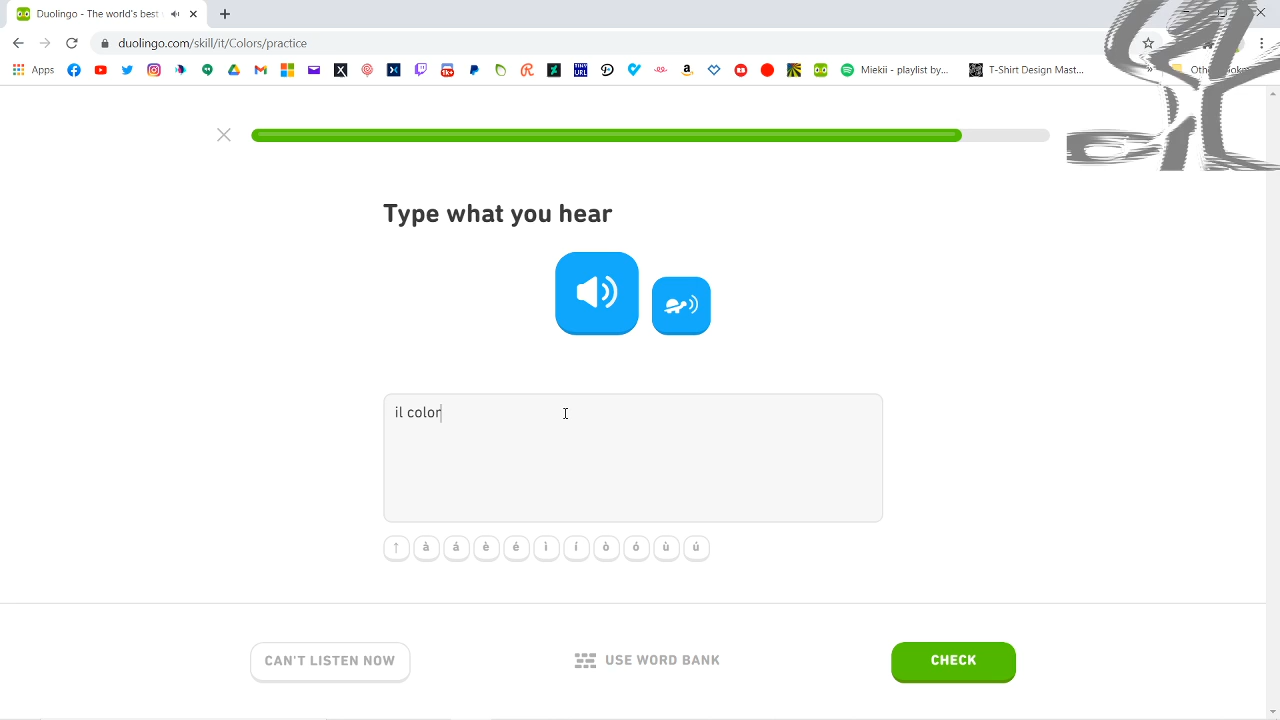 Duolingo - The world's best
duolingo.com/skill/it/Colors/practice
Apps
Mieke - playlist by...
T-Shirt Design Mast...
»
Type what you hear
il color
↑ à á è é ì í ò ó ù ú
CAN'T LISTEN NOW
USE WORD BANK
CHECK